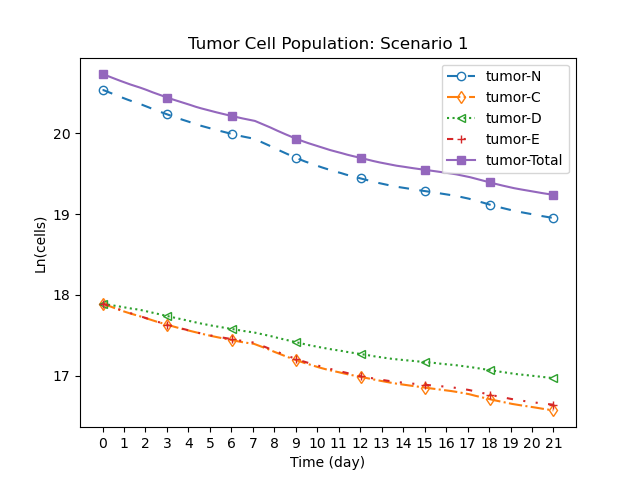 Tumor Cell Population: Scenario 1
tumor-N
tumor-C
tumor-D
tumor-E
tumor-Total
Ln(cells)
20
19
18
17
0 1 2 3 4 5 6 7 8 9 10 11 12 13 14 15 16 17 18 19 20 21
Time (day)